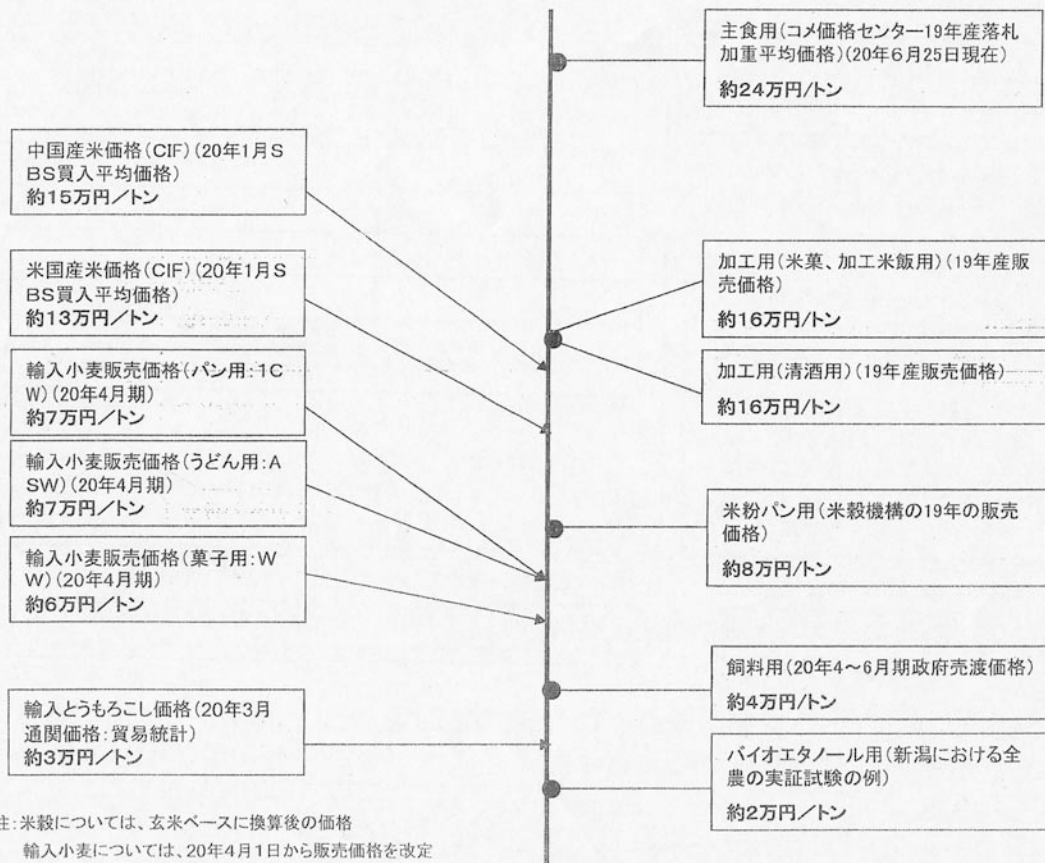 主食用(コメ価格センター19年産落札
加重平均価格)(20年6月25日現在)
約24万円/トン
中国産米価格(CIF)(20年1月S
BS買入平均価格)
約15万円/トン
米国産米価格(CIF)(20年1月S
BS買入平均価格)
約13万円/トン
輸入小麦販売価格(パン用:1C
W)(20年4月期)
約7万円/トン
輸入小麦販売価格(うどん用:A
SW)(20年4月期)
約7万円/トン
輸入小麦販売価格(菓子用:W
W)(20年4月期)
約6万円/トン
輸入とうもろこし価格(20年3月
通関価格:貿易統計)
約3万円/トン
加工用(米菓、加工米飯用)(19年産販
売価格)
約16万円/トン
加工用(清酒用)(19年産販売価格)
約16万円/トン
米粉パン用(米穀機構の19年の販売
価格)
約8万円/トン
飼料用(20年4～6月期政府売渡価格)
約4万円/トン
バイオエタノール用(新潟における全
農の実証試験の例)
約2万円/トン
注:米穀については、玄米ベースに換算後の価格
輸入小麦については、20年4月1日から販売価格を改定